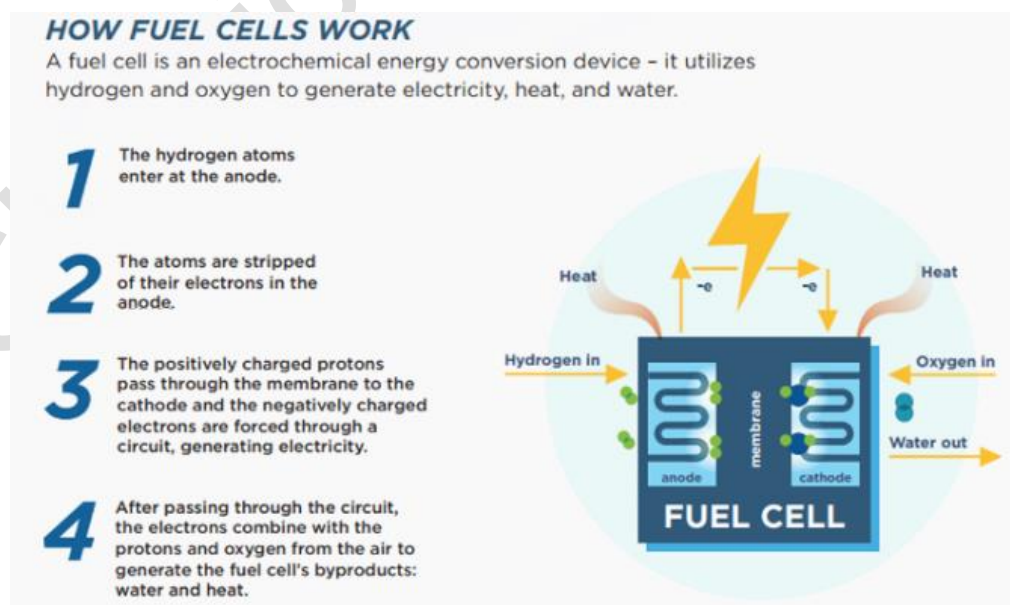 HOW FUEL CELLS WORK
A fuel cell is an electrochemical energy conversion device – it utilizes
hydrogen and oxygen to generate electricity, heat, and water.
1
The hydrogen atoms
enter at the anode.
2
The atoms are stripped
of their electrons in the
anode.
3
The positively charged protons
pass through the membrane to the
cathode and the negatively charged
electrons are forced through a
circuit, generating electricity.
4
After passing through the circuit,
the electrons combine with the
protons and oxygen from the air to
generate the fuel cell's byproducts:
water and heat.
Heat
-e
-e
Heat
Hydrogen in
Oxygen in
membrane
Water out
anode
cathode
FUEL CELL